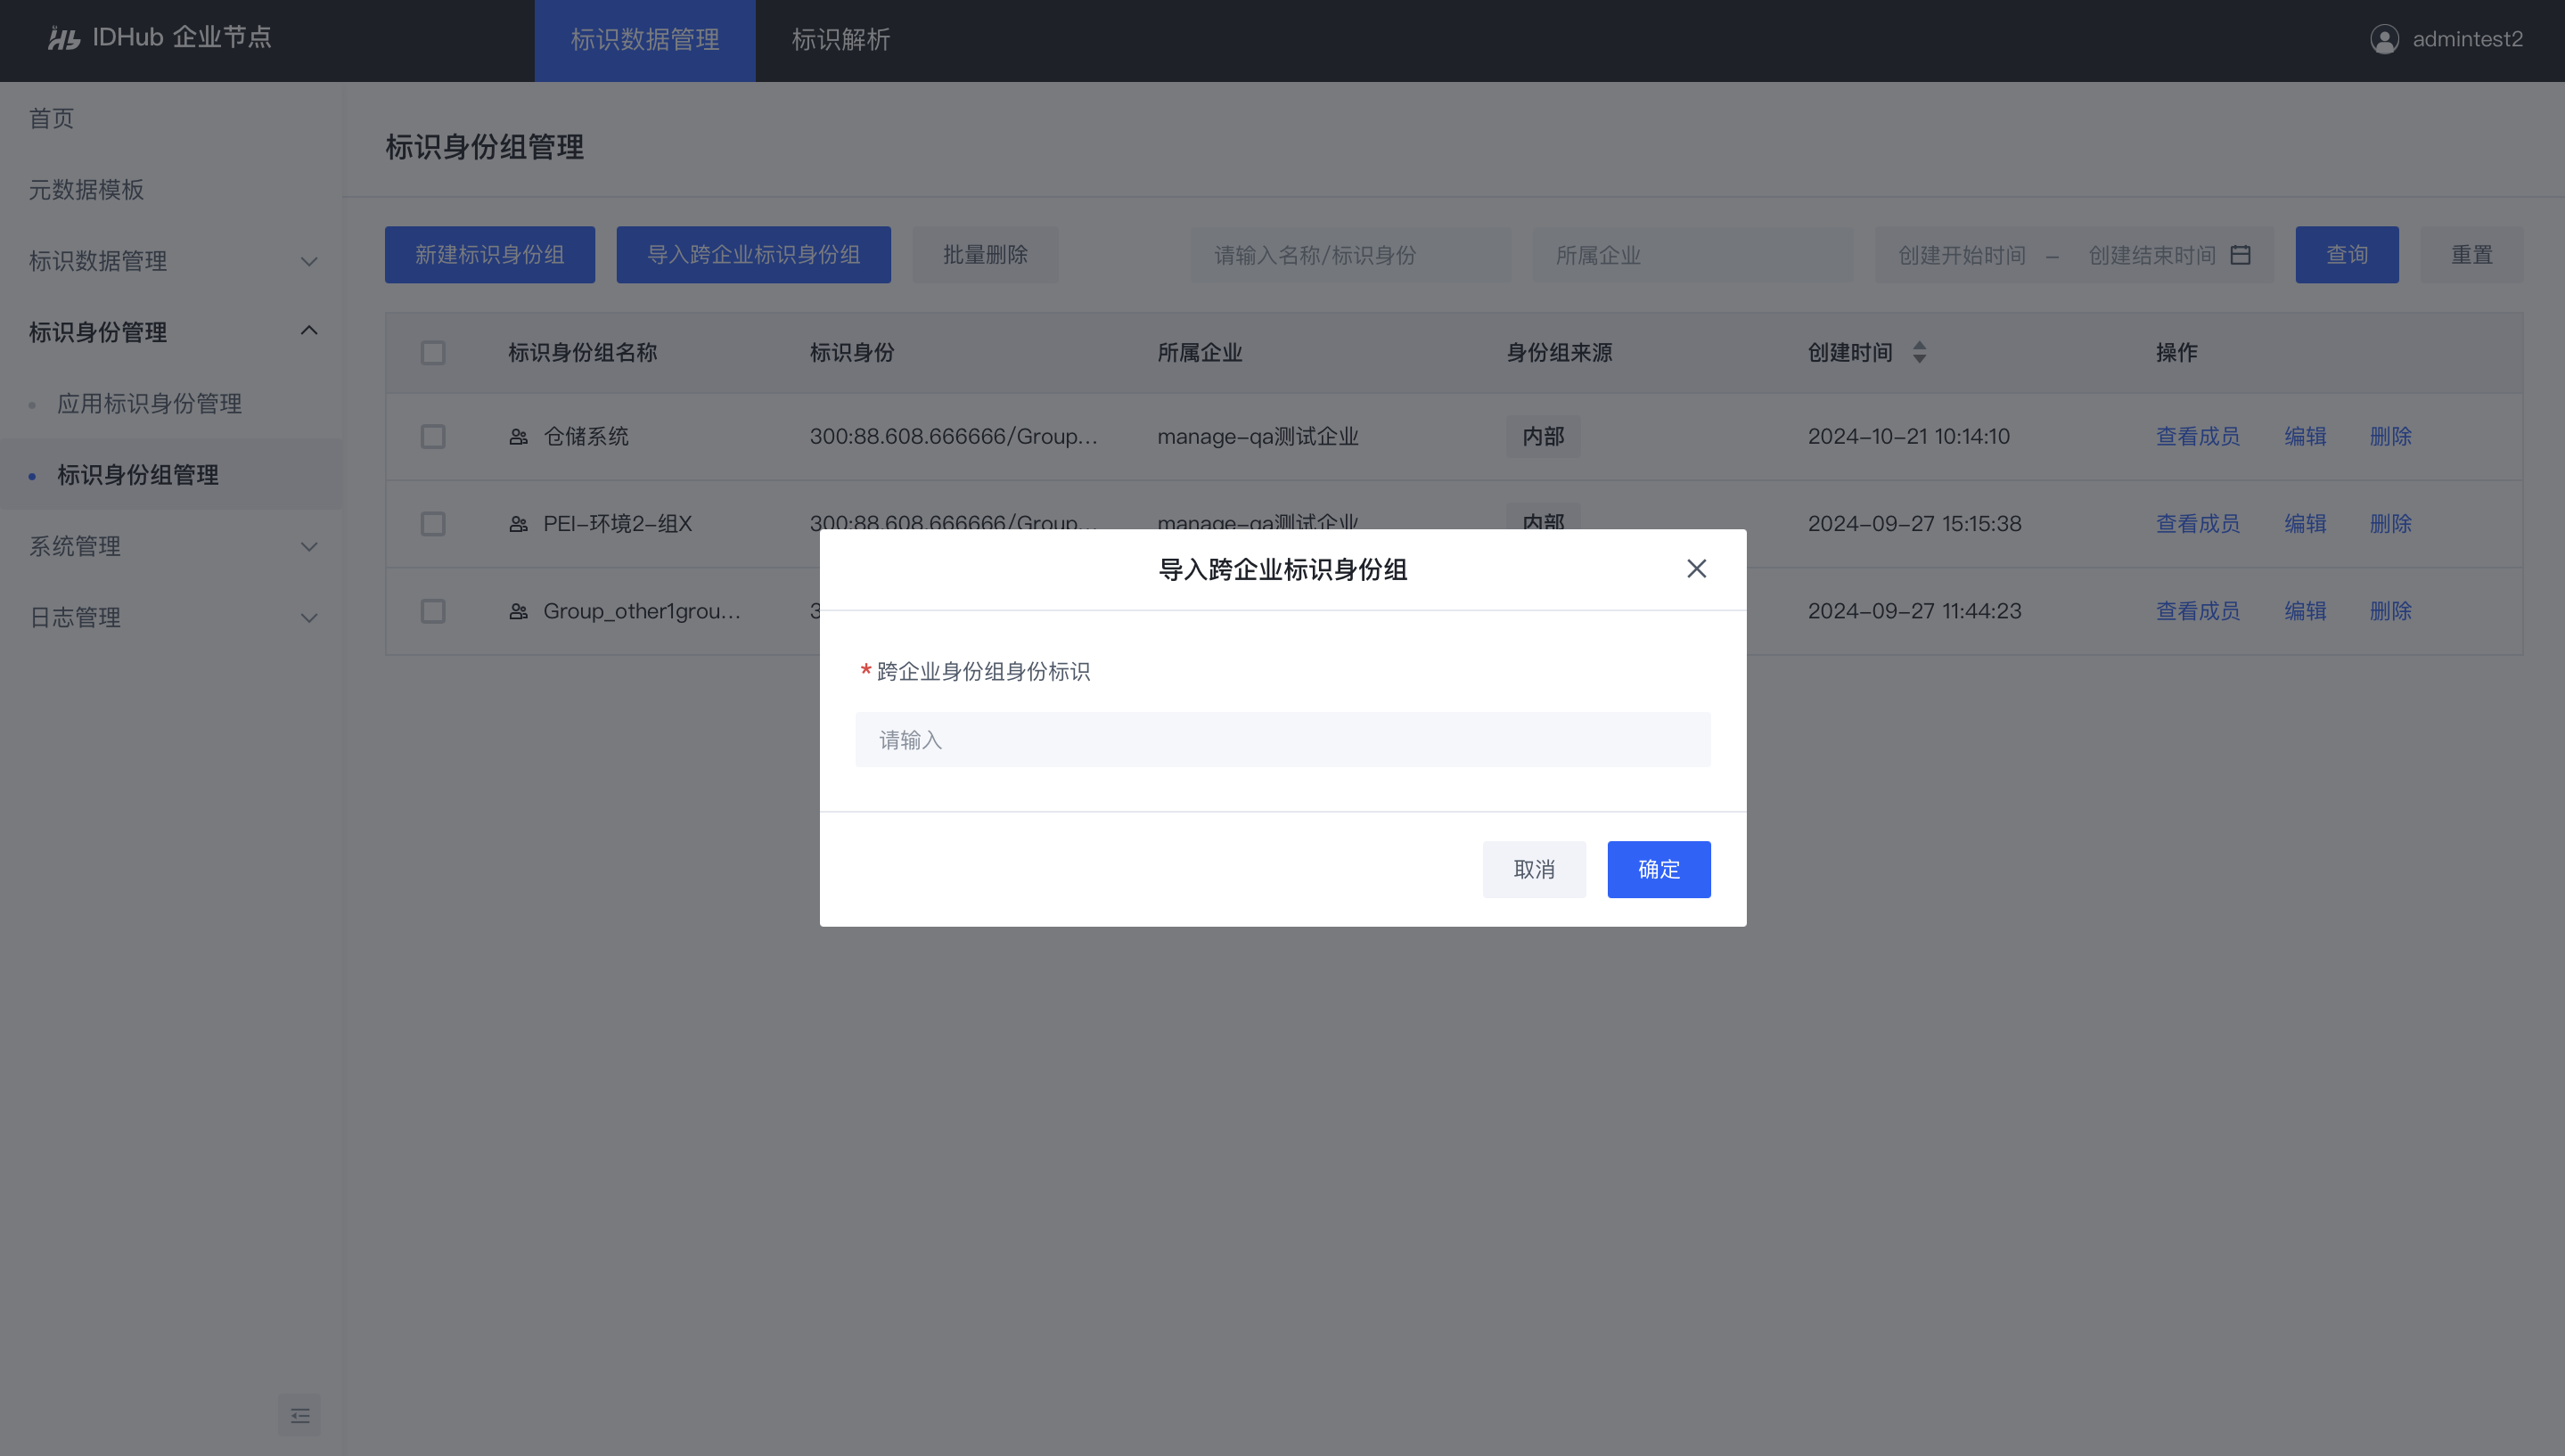 IDHub 企业节点
标识数据管理
标识解析
admintest2
首页
元数据模板
标识数据管理
标识身份管理
应用标识身份管理
标识身份组管理
系统管理
日志管理
标识身份组管理
新建标识身份组
导入跨企业标识身份组
批量删除
请输入名称/标识身份
所属企业
创建开始时间 – 创建结束时间
查询
重置
标识身份组名称 标识身份 所属企业 身份组来源 创建时间 操作
仓储系统 300:88.608.666666/Group... manage-qa测试企业 内部 2024-10-21 10:14:10 查看成员 编辑 删除
PEI-环境2-组X 300:88.608.666666/Group... manage-qa测试企业 内部 2024-09-27 15:15:38 查看成员 编辑 删除
Group_other1grou... 3 2024-09-27 11:44:23 查看成员 编辑 删除
导入跨企业标识身份组
* 跨企业身份组身份标识
请输入
取消
确定